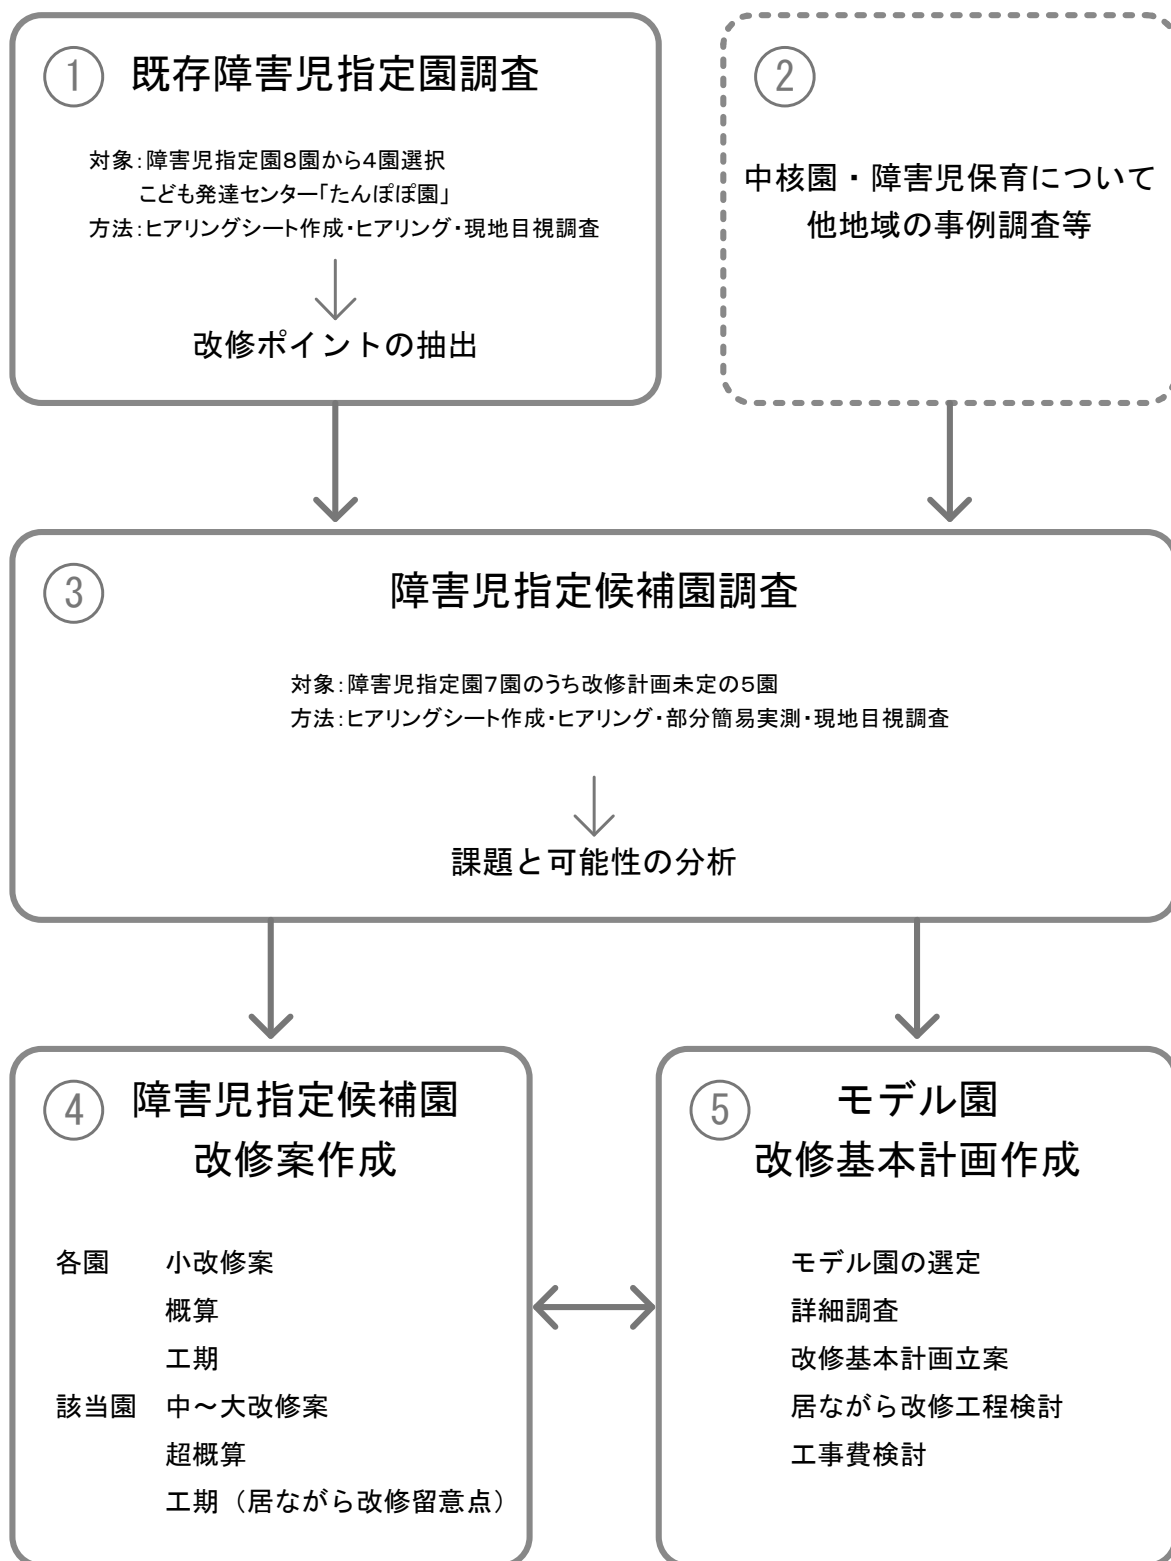 ① 既存障害児指定園調査
対象：障害児指定園8園から4園選択
こども発達センター「たんぽぽ園」
方法：ヒアリングシート作成・ヒアリング・現地目視調査
改修ポイントの抽出
②
中核園・障害児保育について
他地域の事例調査等
③ 障害児指定候補園調査
対象：障害児指定園7園のうち改修計画未定の5園
方法：ヒアリングシート作成・ヒアリング・部分簡易実測・現地目視調査
課題と可能性の分析
④ 障害児指定候補園
改修案作成
各園 小改修案
概算
工期
該当園 中～大改修案
超概算
工期（居ながら改修留意点）
⑤ モデル園
改修基本計画作成
モデル園の選定
詳細調査
改修基本計画立案
居ながら改修工程検討
工事費検討